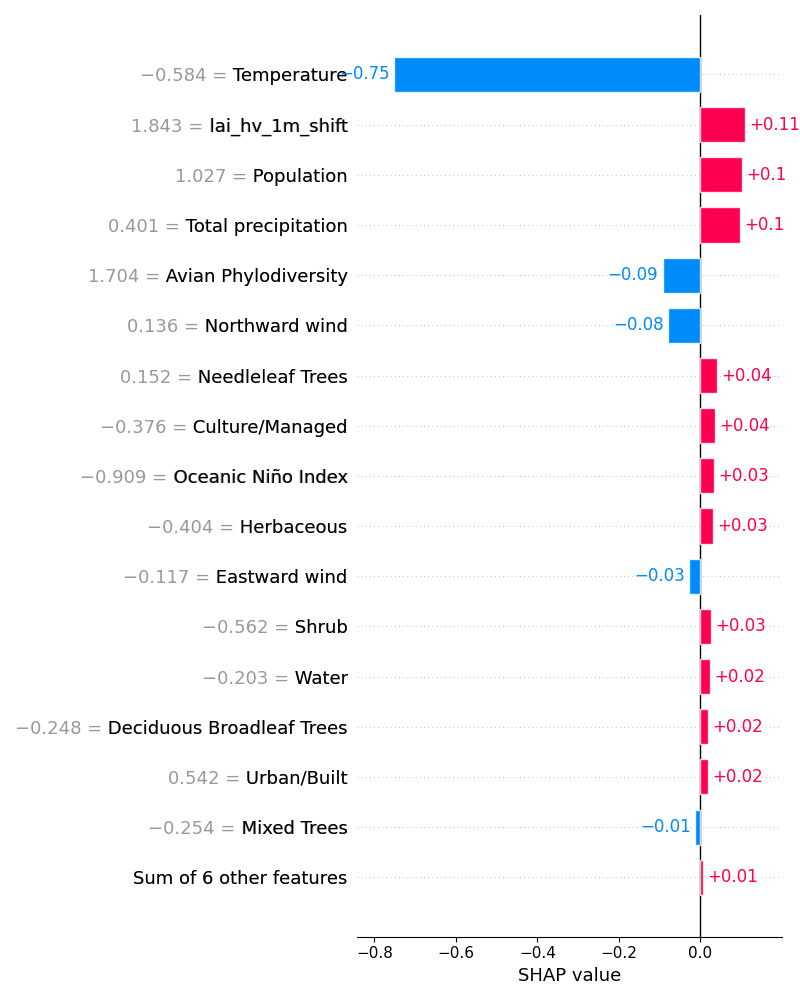 −0.584 = Temperature −0.75
1.843 = lai_hv_1m_shift +0.11
1.027 = Population +0.1
0.401 = Total precipitation +0.1
1.704 = Avian Phylodiversity −0.09
0.136 = Northward wind −0.08
0.152 = Needleleaf Trees +0.04
−0.376 = Culture/Managed +0.04
−0.909 = Oceanic Niño Index +0.03
−0.404 = Herbaceous +0.03
−0.117 = Eastward wind −0.03
−0.562 = Shrub +0.03
−0.203 = Water +0.02
−0.248 = Deciduous Broadleaf Trees +0.02
0.542 = Urban/Built +0.02
−0.254 = Mixed Trees −0.01
Sum of 6 other features +0.01
−0.8 −0.6 −0.4 −0.2 0.0
SHAP value